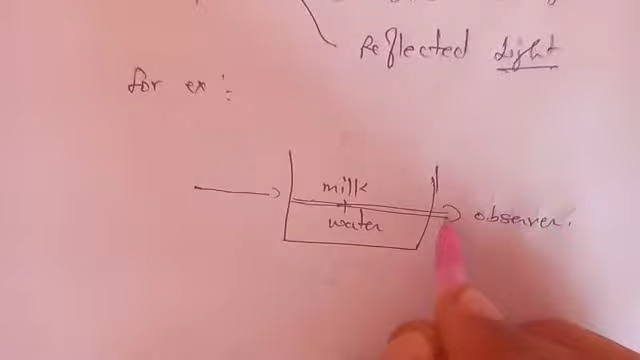 Reflected Light
for ex :
milk
+
water
observer.